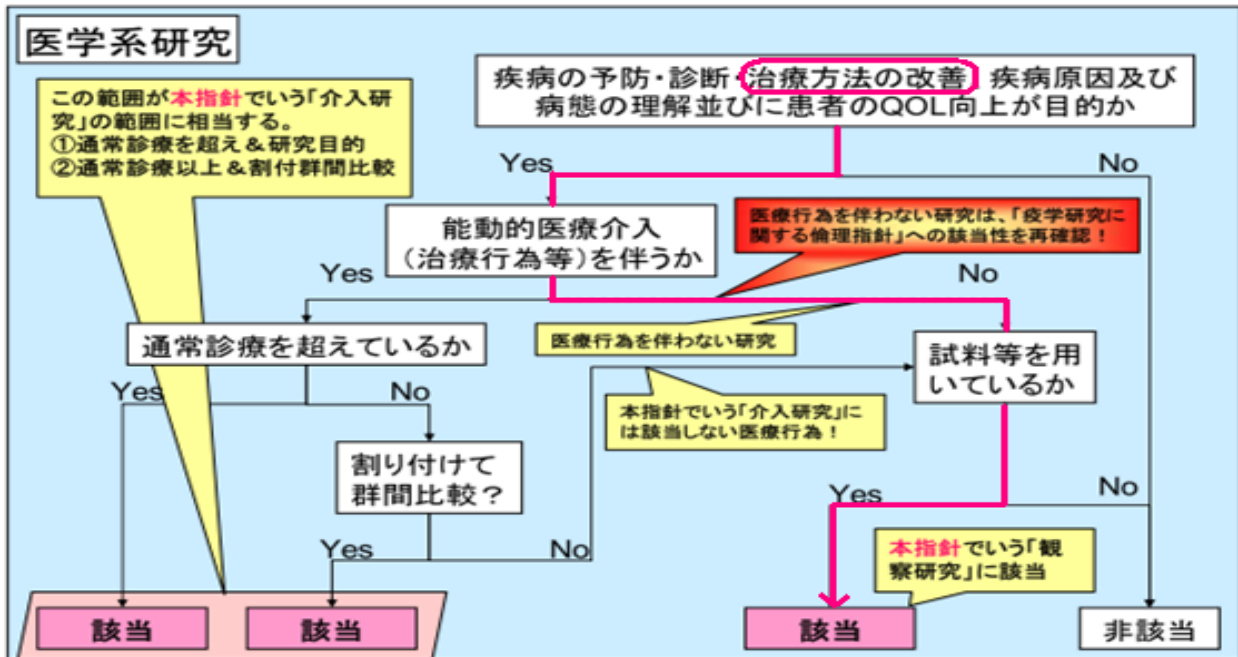 医学系研究
疾病の予防・診断・治療方法の改善 疾病原因及び
病態の理解並びに患者のQOL向上が目的か
この範囲が本指針でいう「介入研
究」の範囲に相当する。
①通常診療を超え&研究目的
②通常診療以上&割付群間比較
Yes
No
能動的医療介入
(治療行為等)を伴うか
医療行為を伴わない研究は、「疫学研究に
関する倫理指針」への該当性を再確認!
Yes
No
通常診療を超えているか
医療行為を伴わない研究
試料等を用
いているか
Yes
No
本指針でいう「介入研究」に
は該当しない医療行為!
割り付けて
群間比較?
Yes
No
Yes
No
本指針でいう「観
察研究」に該当
該当
該当
該当
非該当